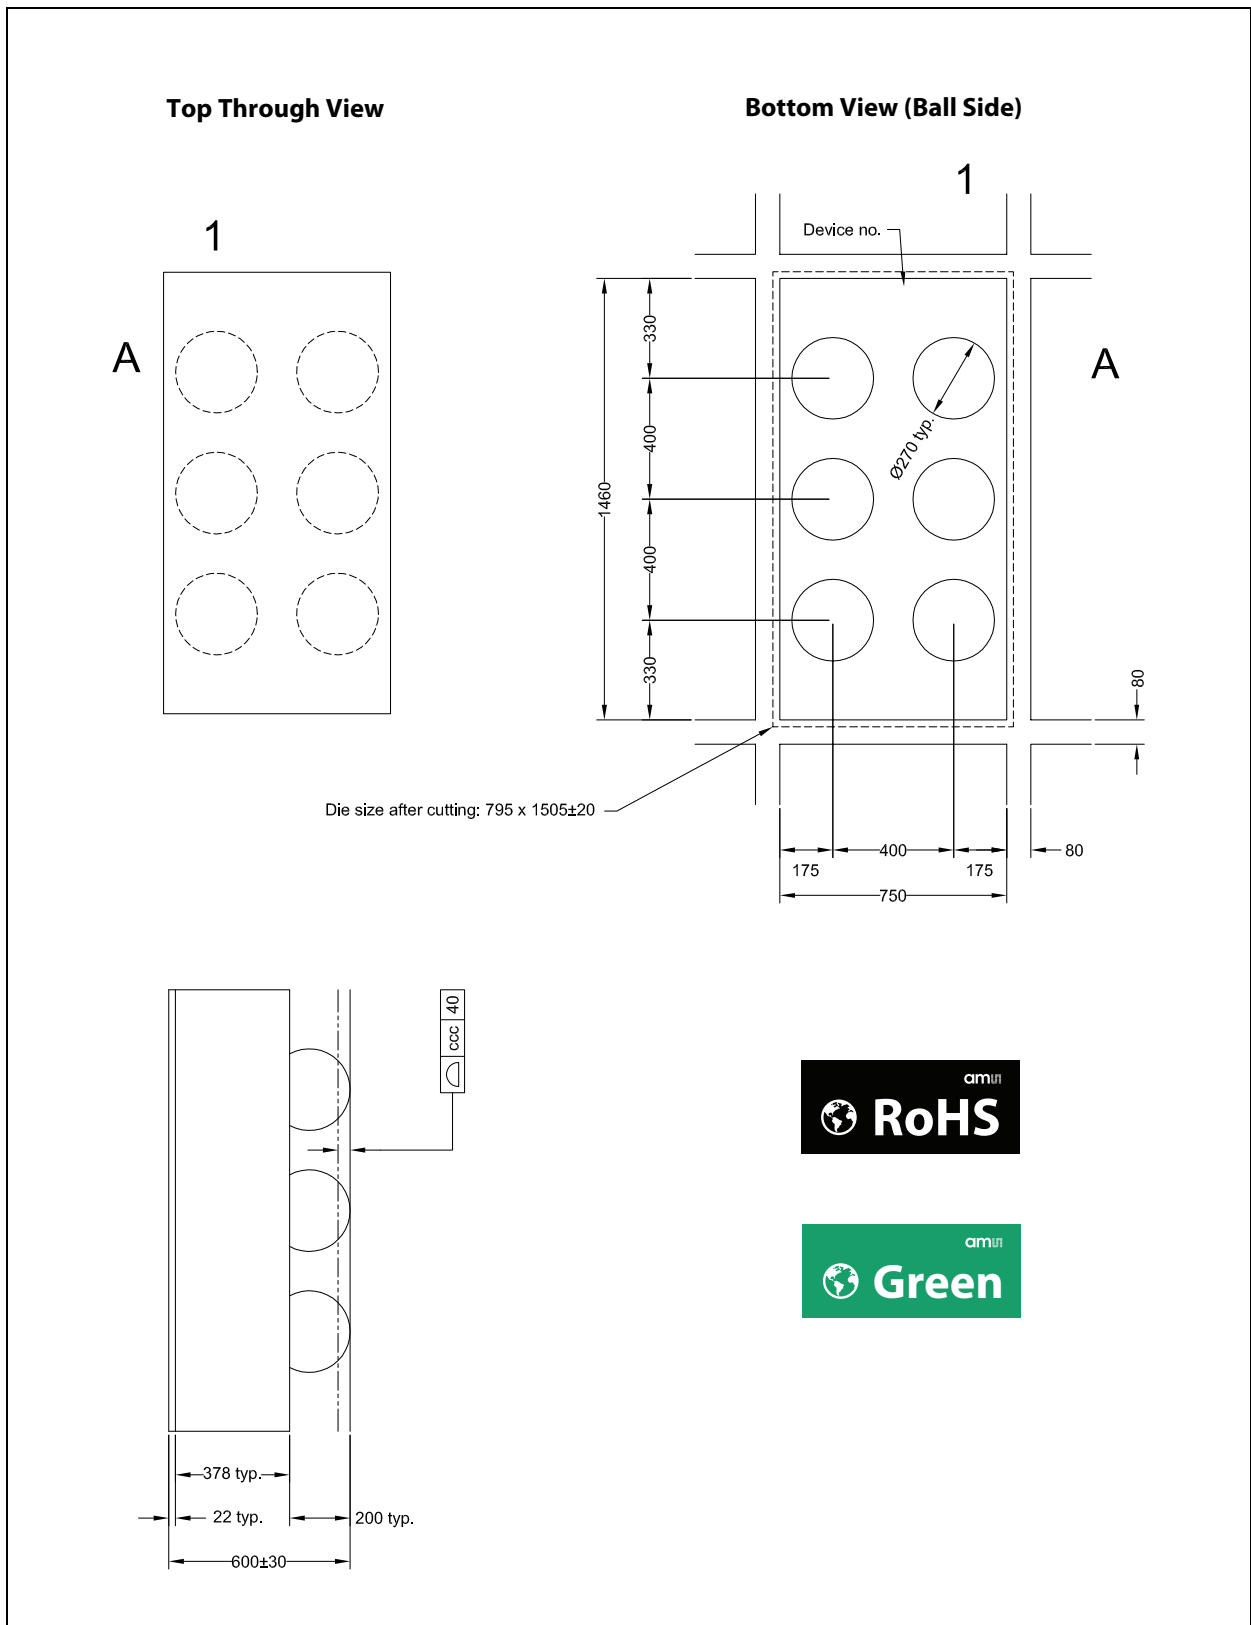 Top Through View
Bottom View (Ball Side)
1
1
Device no.
A
A
330
400
1460
Ø270 typ.
400
330
80
Die size after cutting: 795 x 1505±20
400
80
175
175
750
ccc 40
378 typ.
22 typ.
200 typ.
600±30
am
RoHS
am
Green